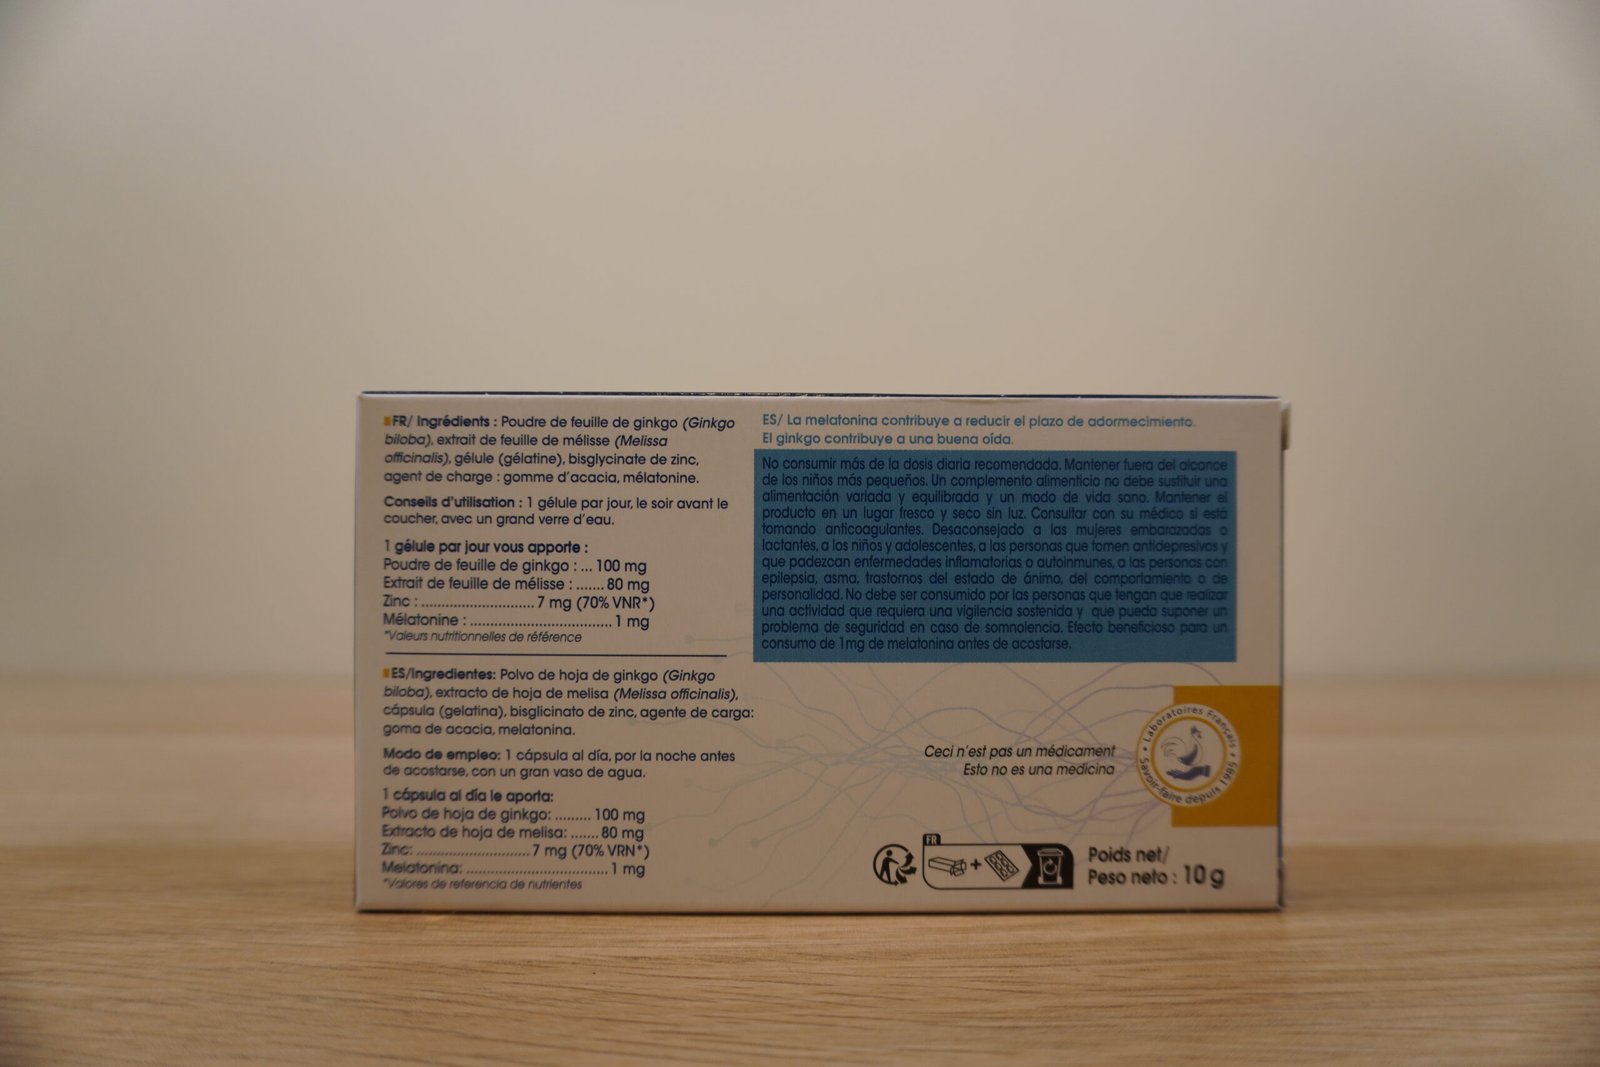 FR/ Ingrédients : Poudre de feuille de ginkgo (Ginkgo
biloba), extrait de feuille de mélisse (Melissa
officinalis), gélule (gélatine), bisglycinate de zinc,
agent de charge : gomme d'acacia, mélatonine.
Conseils d'utilisation : 1 gélule par jour, le soir avant le
coucher, avec un grand verre d'eau.
1 gélule par jour vous apporte :
Poudre de feuille de ginkgo : ... 100 mg
Extrait de feuille de mélisse : ....... 80 mg
Zinc : ............................ 7 mg (70% VNR*)
Mélatonine : ................................... 1 mg
*Valeurs nutritionnelles de référence
ES/Ingredientes: Polvo de hoja de ginkgo (Ginkgo
biloba), extracto de hoja de melisa (Melissa officinalis),
cápsula (gelatina), bisglicinato de zinc, agente de carga:
goma de acacia, melatonina.
Modo de empleo: 1 cápsula al día, por la noche antes
de acostarse, con un gran vaso de agua.
1 cápsula al día le aporta:
Polvo de hoja de ginkgo: ......... 100 mg
Extracto de hoja de melisa: ....... 80 mg
Zinc: ............................ 7 mg (70% VRN*)
Melatonina: ................................... 1 mg
*Valores de referencia de nutrientes
ES/ La melatonina contribuye a reducir el plazo de adormecimiento.
El ginkgo contribuye a una buena oída.
No consumir más de la dosis diaria recomendada. Mantener fuera del alcance
de los niños más pequeños. Un complemento alimenticio no debe sustituir una
alimentación variada y equilibrada y un modo de vida sano. Mantener el
producto en un lugar fresco y seco sin luz. Consultar con su médico si está
tomando anticoagulantes. Desaconsejado a las mujeres embarazadas o
lactantes, a los niños y adolescentes, a las personas que tomen antidepresivos y
que padezcan enfermedades inflamatorias o autoinmunes, a las personas con
epilepsia, asma, trastornos del estado de ánimo, del comportamiento o de
personalidad. No debe ser consumido por las personas que tengan que realizar
una actividad que requiera una vigilencia sostenida y que pueda suponer un
problema de seguridad en caso de somnolencia. Efecto beneficioso para un
consumo de 1mg de melatonina antes de acostarse.
Ceci n'est pas un médicament
Esto no es una medicina
Laboratoires Français
Savoir-faire depuis 1985
FR
Poids net/
Peso neto : 10 g